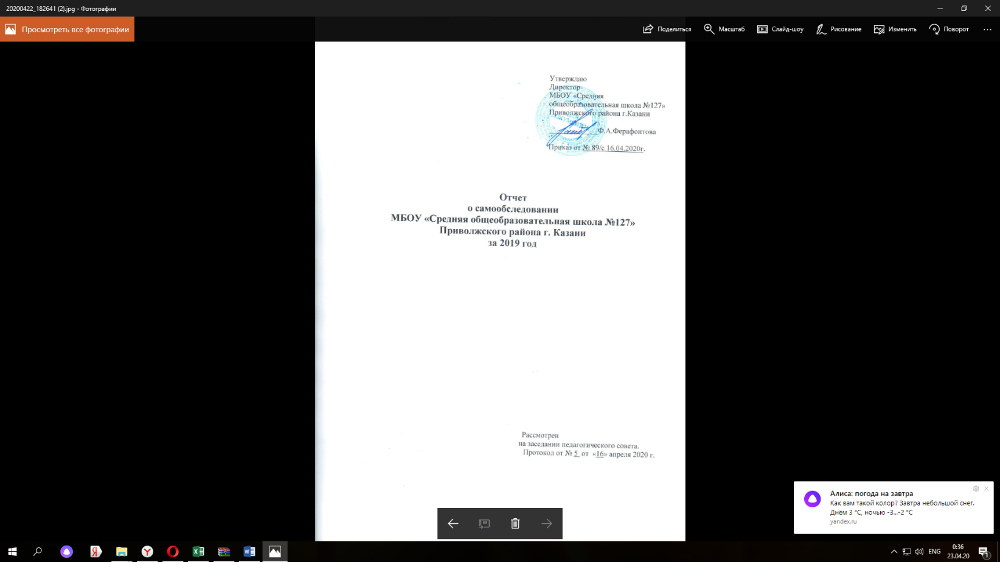 20200422_182641 (2).jpg - Фотографии
Просмотреть все фотографии
Поделиться
Масштаб
Слайд-шоу
Рисование
Изменить
Поворот
Утверждаю
Директор
МБОУ «Средняя
общеобразовательная школа №127»
Приволжского района г.Казани
Ф.А.Ферафонтова
Приказ от № 89/с 16.04.2020г.
Отчет
о самообследовании
МБОУ «Средняя общеобразовательная школа №127»
Приволжского района г. Казани
за 2019 год
Рассмотрен
на заседании педагогического совета.
Протокол от № 5 от «16» апреля 2020 г.
Алиса: погода на завтра
Как вам такой колор? Завтра небольшой снег.
Днём 3 °C, ночью -3...-2 °C
yandex.ru
ENG
0:36
23.04.20
1